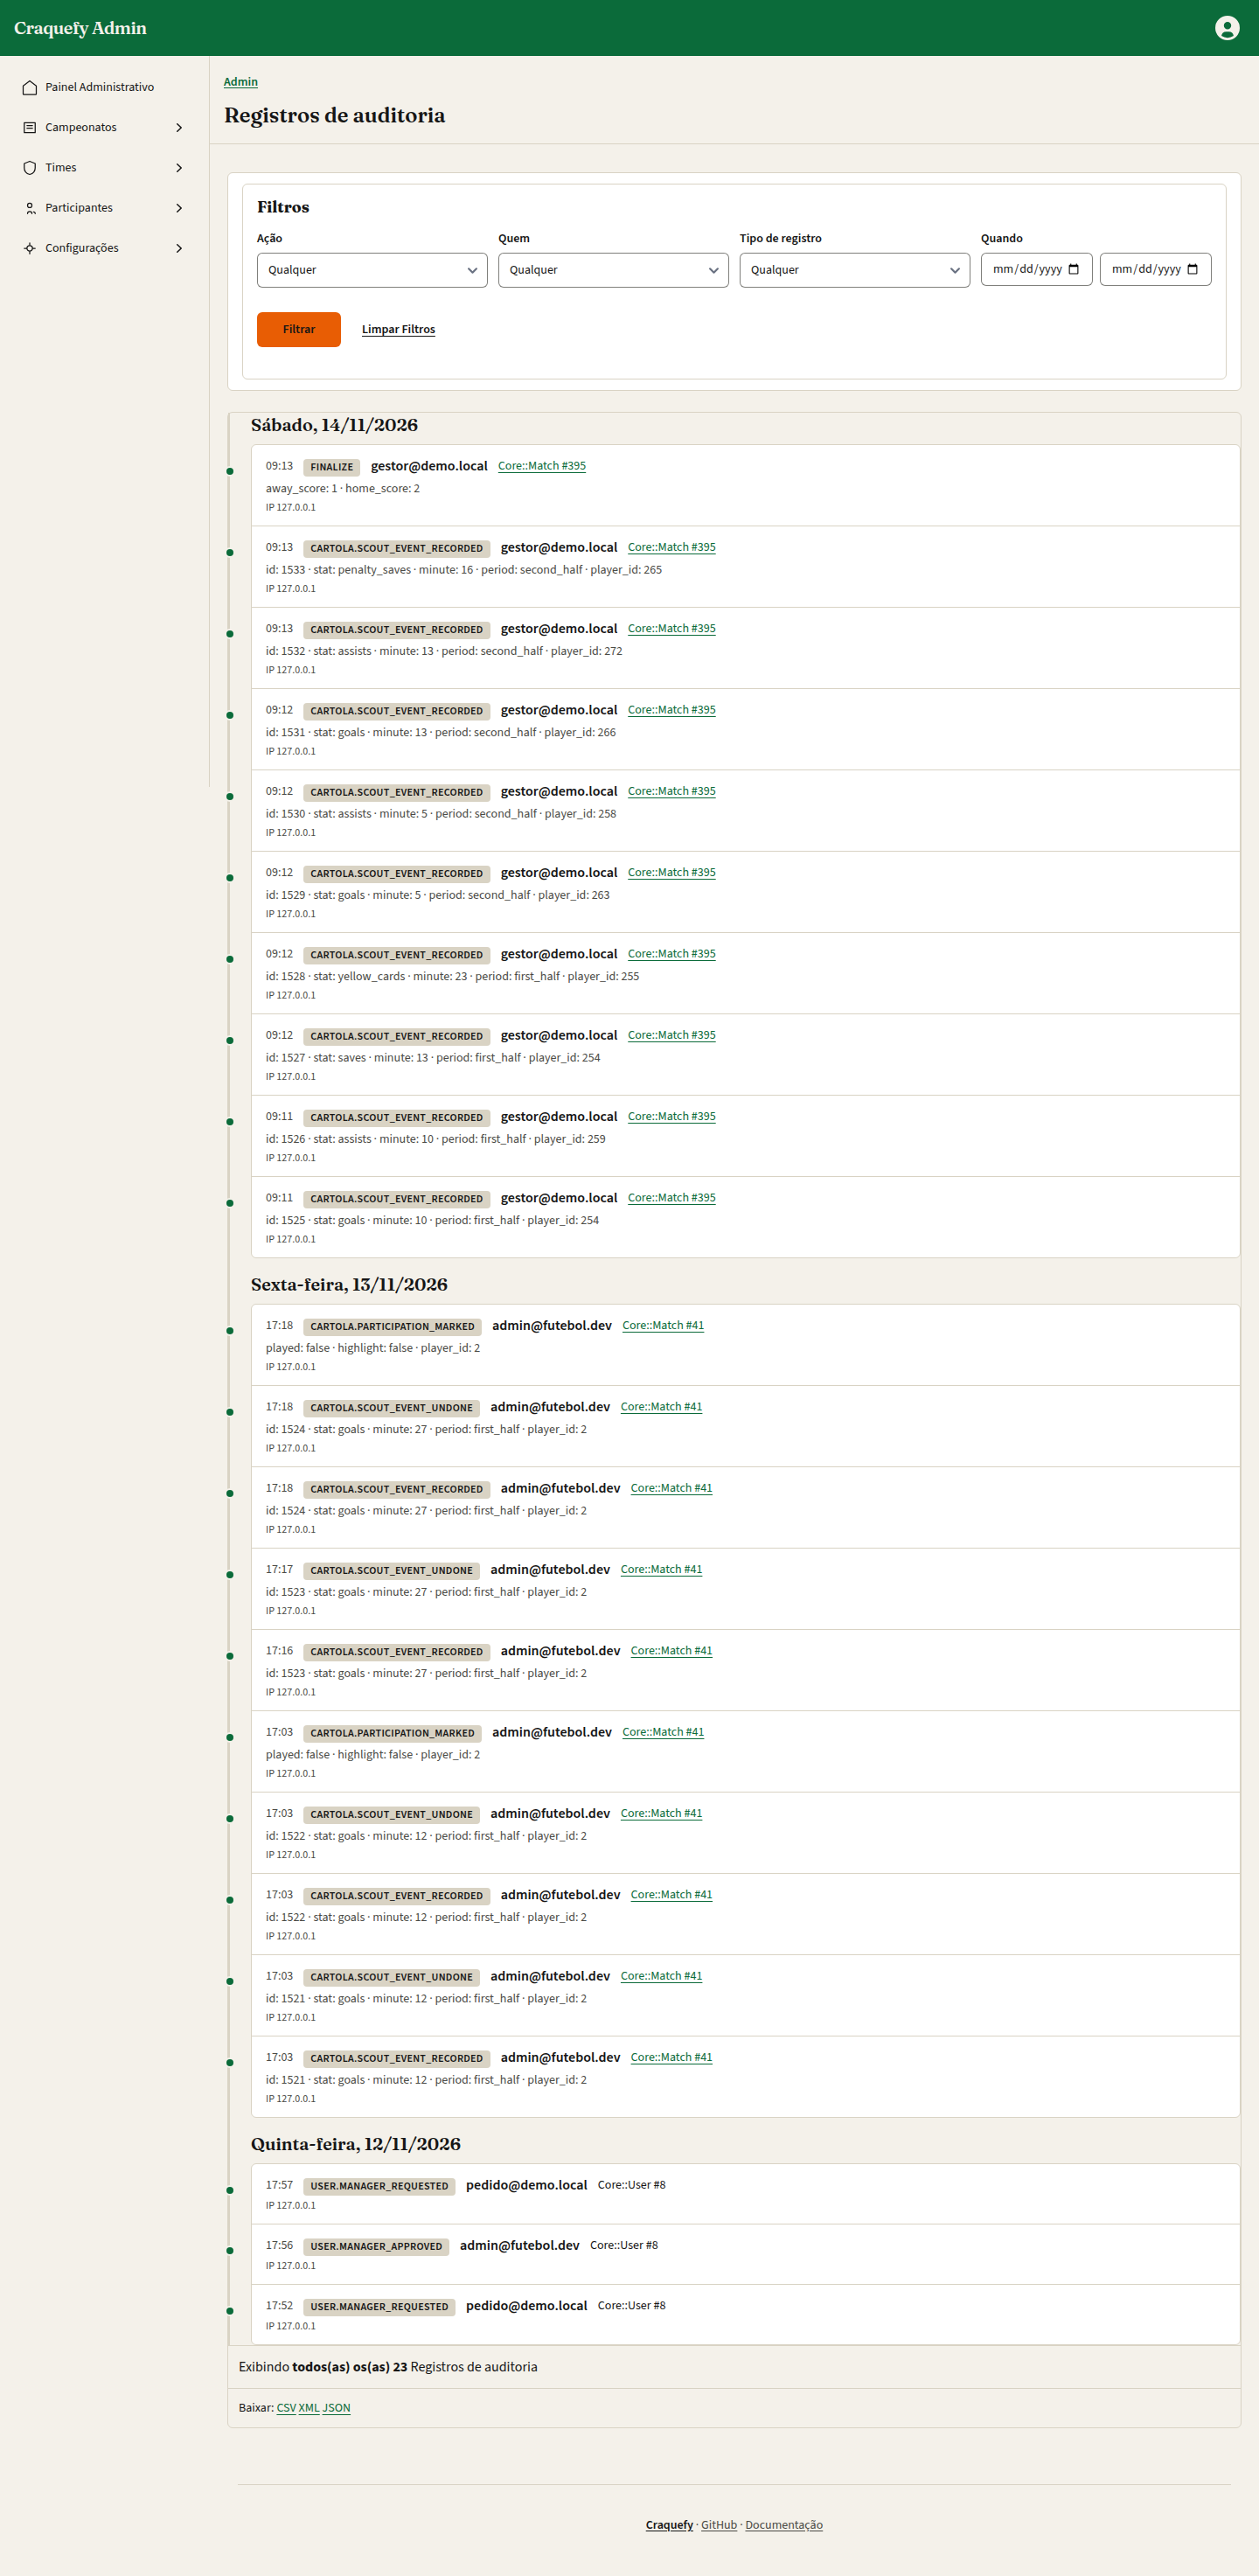 Craquefy Admin
Painel Administrativo
Campeonatos
Times
Participantes
Configurações
Admin
Registros de auditoria
Filtros
Ação Quem Tipo de registro Quando
Qualquer Qualquer Qualquer mm/dd/yyyy mm/dd/yyyy
Filtrar Limpar Filtros
Sábado, 14/11/2026
09:13 FINALIZE gestor@demo.local Core::Match #395
away_score: 1 · home_score: 2
IP 127.0.0.1
09:13 CARTOLA.SCOUT_EVENT_RECORDED gestor@demo.local Core::Match #395
id: 1533 · stat: penalty_saves · minute: 16 · period: second_half · player_id: 265
IP 127.0.0.1
09:13 CARTOLA.SCOUT_EVENT_RECORDED gestor@demo.local Core::Match #395
id: 1532 · stat: assists · minute: 13 · period: second_half · player_id: 272
IP 127.0.0.1
09:12 CARTOLA.SCOUT_EVENT_RECORDED gestor@demo.local Core::Match #395
id: 1531 · stat: goals · minute: 13 · period: second_half · player_id: 266
IP 127.0.0.1
09:12 CARTOLA.SCOUT_EVENT_RECORDED gestor@demo.local Core::Match #395
id: 1530 · stat: assists · minute: 5 · period: second_half · player_id: 258
IP 127.0.0.1
09:12 CARTOLA.SCOUT_EVENT_RECORDED gestor@demo.local Core::Match #395
id: 1529 · stat: goals · minute: 5 · period: second_half · player_id: 263
IP 127.0.0.1
09:12 CARTOLA.SCOUT_EVENT_RECORDED gestor@demo.local Core::Match #395
id: 1528 · stat: yellow_cards · minute: 23 · period: first_half · player_id: 255
IP 127.0.0.1
09:12 CARTOLA.SCOUT_EVENT_RECORDED gestor@demo.local Core::Match #395
id: 1527 · stat: saves · minute: 13 · period: first_half · player_id: 254
IP 127.0.0.1
09:11 CARTOLA.SCOUT_EVENT_RECORDED gestor@demo.local Core::Match #395
id: 1526 · stat: assists · minute: 10 · period: first_half · player_id: 259
IP 127.0.0.1
09:11 CARTOLA.SCOUT_EVENT_RECORDED gestor@demo.local Core::Match #395
id: 1525 · stat: goals · minute: 10 · period: first_half · player_id: 254
IP 127.0.0.1
Sexta-feira, 13/11/2026
17:18 CARTOLA.PARTICIPATION_MARKED admin@futebol.dev Core::Match #41
played: false · highlight: false · player_id: 2
IP 127.0.0.1
17:18 CARTOLA.SCOUT_EVENT_UNDONE admin@futebol.dev Core::Match #41
id: 1524 · stat: goals · minute: 27 · period: first_half · player_id: 2
IP 127.0.0.1
17:18 CARTOLA.SCOUT_EVENT_RECORDED admin@futebol.dev Core::Match #41
id: 1524 · stat: goals · minute: 27 · period: first_half · player_id: 2
IP 127.0.0.1
17:17 CARTOLA.SCOUT_EVENT_UNDONE admin@futebol.dev Core::Match #41
id: 1523 · stat: goals · minute: 27 · period: first_half · player_id: 2
IP 127.0.0.1
17:16 CARTOLA.SCOUT_EVENT_RECORDED admin@futebol.dev Core::Match #41
id: 1523 · stat: goals · minute: 27 · period: first_half · player_id: 2
IP 127.0.0.1
17:03 CARTOLA.PARTICIPATION_MARKED admin@futebol.dev Core::Match #41
played: false · highlight: false · player_id: 2
IP 127.0.0.1
17:03 CARTOLA.SCOUT_EVENT_UNDONE admin@futebol.dev Core::Match #41
id: 1522 · stat: goals · minute: 12 · period: first_half · player_id: 2
IP 127.0.0.1
17:03 CARTOLA.SCOUT_EVENT_RECORDED admin@futebol.dev Core::Match #41
id: 1522 · stat: goals · minute: 12 · period: first_half · player_id: 2
IP 127.0.0.1
17:03 CARTOLA.SCOUT_EVENT_UNDONE admin@futebol.dev Core::Match #41
id: 1521 · stat: goals · minute: 12 · period: first_half · player_id: 2
IP 127.0.0.1
17:03 CARTOLA.SCOUT_EVENT_RECORDED admin@futebol.dev Core::Match #41
id: 1521 · stat: goals · minute: 12 · period: first_half · player_id: 2
IP 127.0.0.1
Quinta-feira, 12/11/2026
17:57 USER.MANAGER_REQUESTED pedido@demo.local Core::User #8
IP 127.0.0.1
17:56 USER.MANAGER_APPROVED admin@futebol.dev Core::User #8
IP 127.0.0.1
17:52 USER.MANAGER_REQUESTED pedido@demo.local Core::User #8
IP 127.0.0.1
Exibindo todos(as) os(as) 23 Registros de auditoria
Baixar: CSV XML JSON
Craquefy · GitHub · Documentação